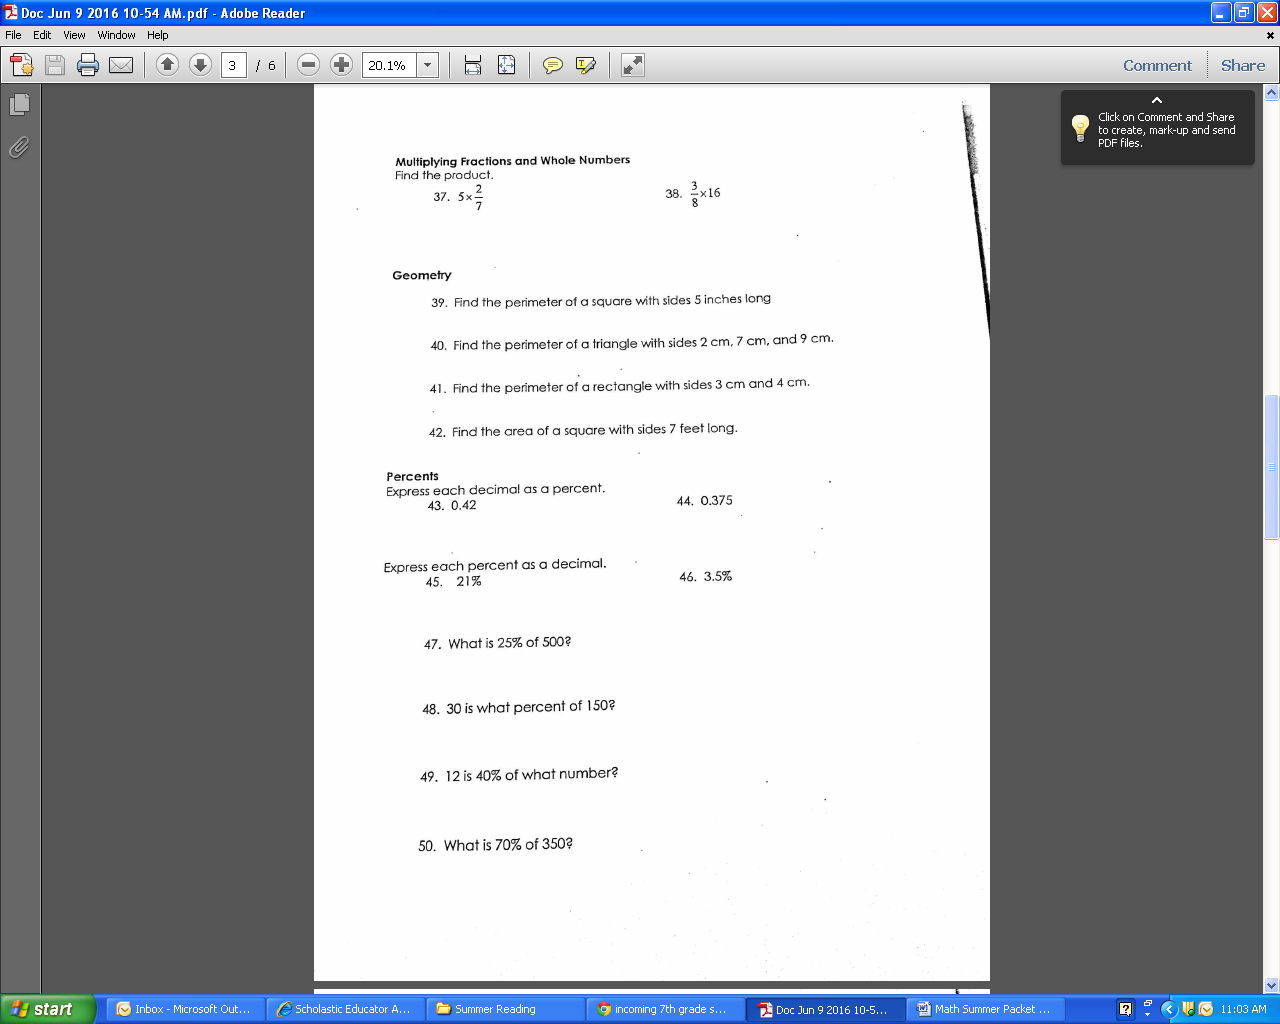 Doc Jun 9 2016 10-54 AM.pdf - Adobe Reader
File Edit View Window Help
3 / 6 20.1% Comment Share
Click on Comment and Share
to create, mark-up and send
PDF files.
Multiplying Fractions and Whole Numbers
Find the product.
37. 5×2/7 38. 3/8×16
Geometry
39. Find the perimeter of a square with sides 5 inches long
40. Find the perimeter of a triangle with sides 2 cm, 7 cm, and 9 cm.
41. Find the perimeter of a rectangle with sides 3 cm and 4 cm.
42. Find the area of a square with sides 7 feet long.
Percents
Express each decimal as a percent.
43. 0.42 44. 0.375
Express each percent as a decimal.
45. 21% 46. 3.5%
47. What is 25% of 500?
48. 30 is what percent of 150?
49. 12 is 40% of what number?
50. What is 70% of 350?
start Inbox - Microsoft Out... Scholastic Educator A... Summer Reading incoming 7th grade s... Doc Jun 9 2016 10-5... Math Summer Packet ... 11:03 AM